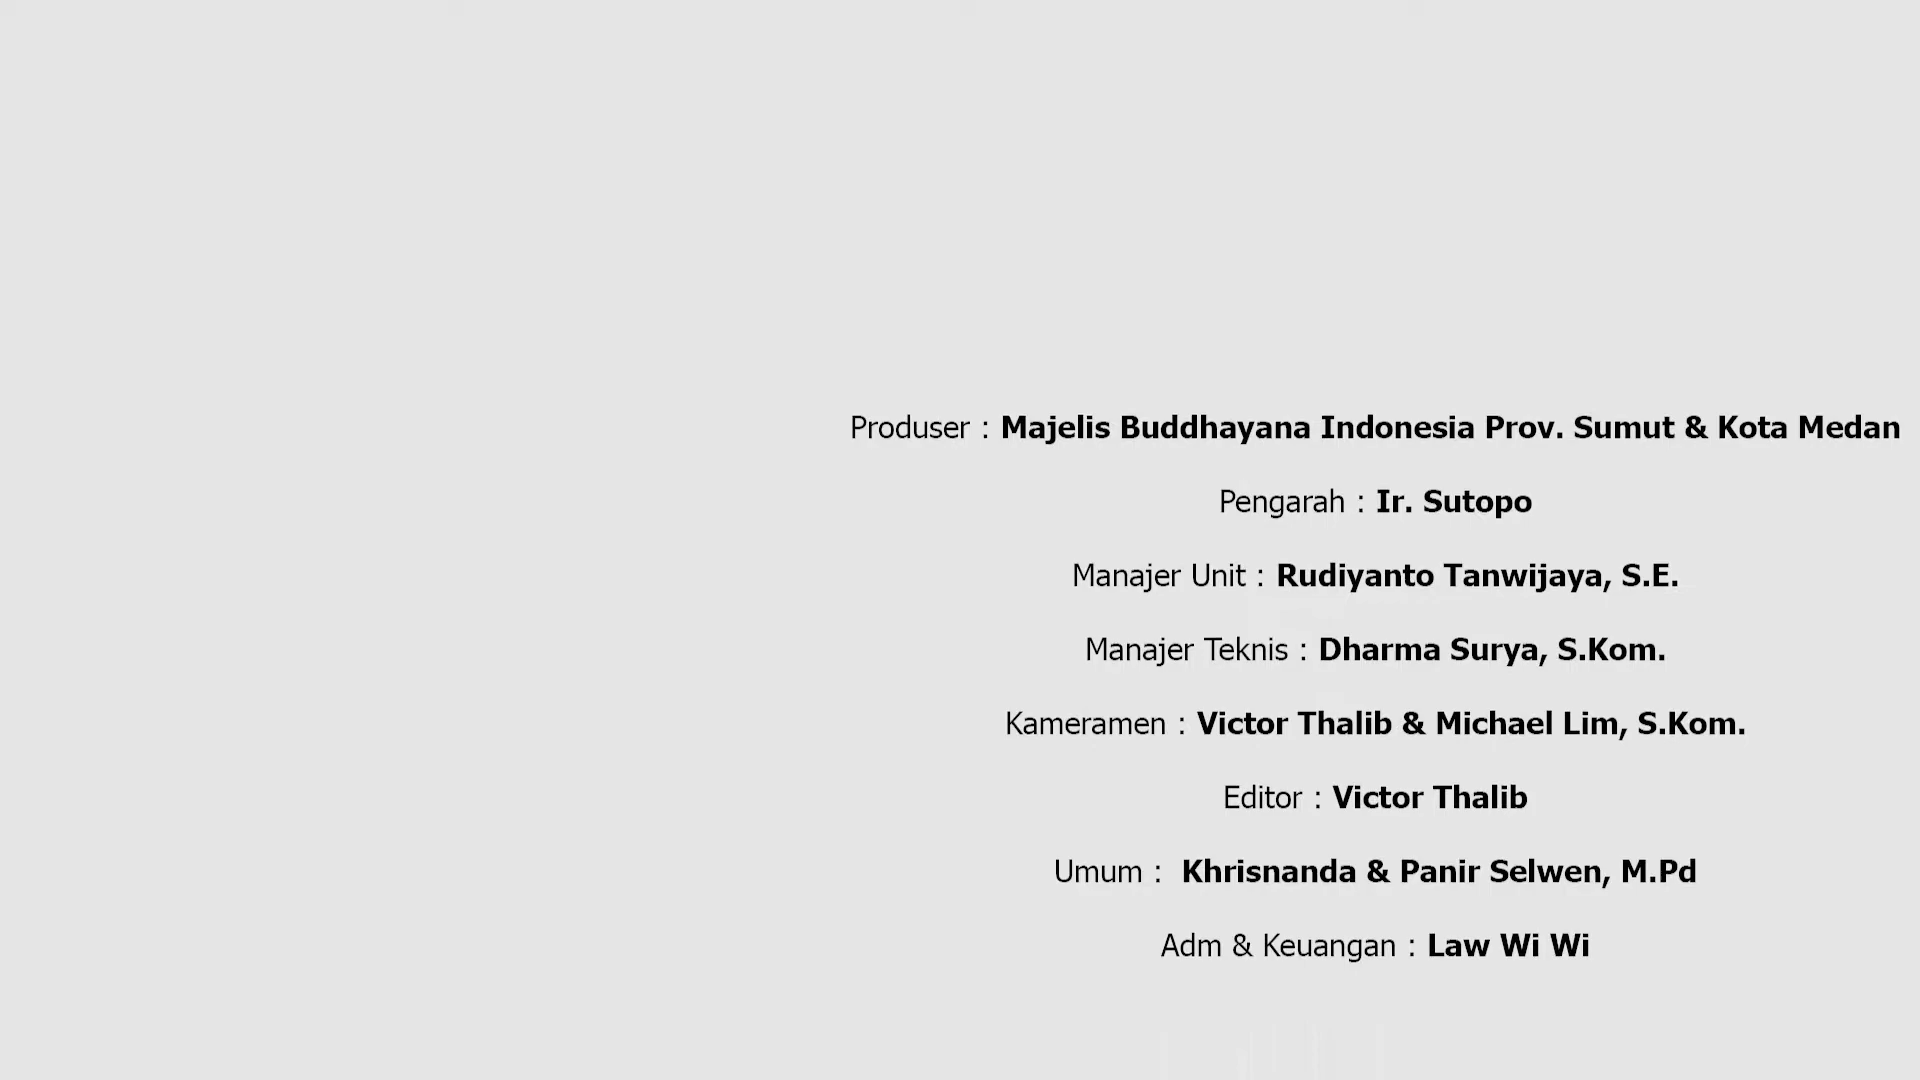 Produser : Majelis Buddhayana Indonesia Prov. Sumut & Kota Medan
Pengarah : Ir. Sutopo
Manajer Unit : Rudiyanto Tanwijaya, S.E.
Manajer Teknis : Dharma Surya, S.Kom.
Kameramen : Victor Thalib & Michael Lim, S.Kom.
Editor : Victor Thalib
Umum :  Khrisnanda & Panir Selwen, M.Pd
Adm & Keuangan : Law Wi Wi